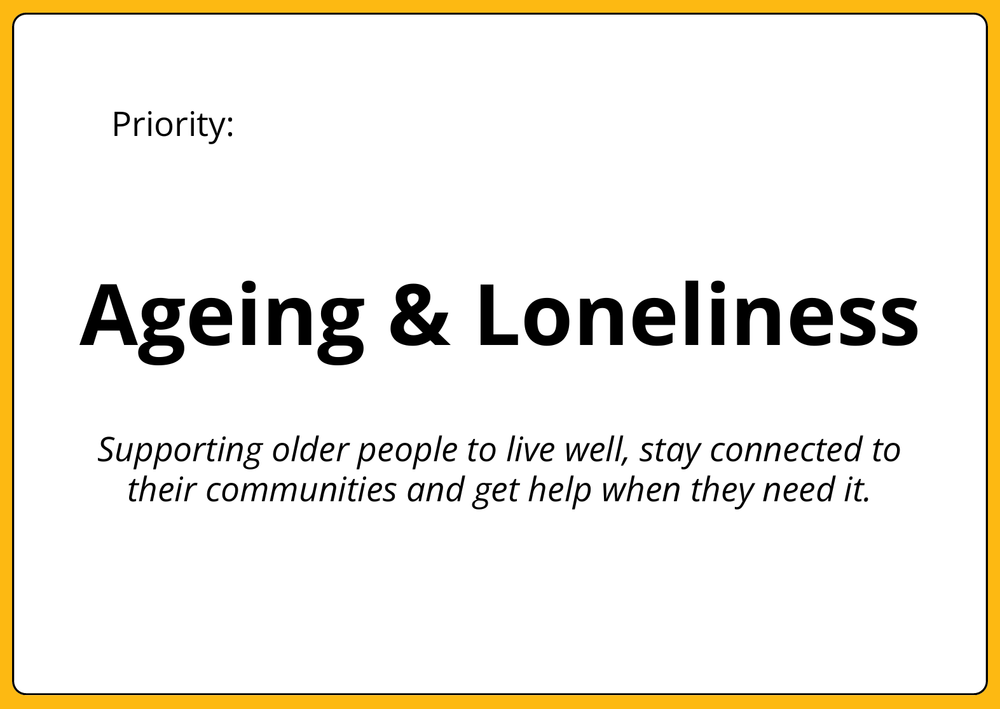 Priority:
Ageing & Loneliness
Supporting older people to live well, stay connected to
their communities and get help when they need it.